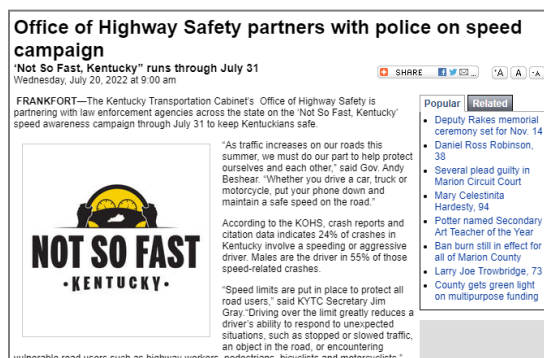 Office of Highway Safety partners with police on speed
campaign
‘Not So Fast, Kentucky” runs through July 31
Wednesday, July 20, 2022 at 9:00 am
SHARE
A A A
FRANKFORT—The Kentucky Transportation Cabinet’s Office of Highway Safety is
partnering with law enforcement agencies across the state on the ‘Not So Fast, Kentucky’
speed awareness campaign through July 31 to keep Kentuckians safe.
NOT SO FAST
·KENTUCKY·
“As traffic increases on our roads this
summer, we must do our part to help protect
ourselves and each other,” said Gov. Andy
Beshear. “Whether you drive a car, truck or
motorcycle, put your phone down and
maintain a safe speed on the road.”
According to the KOHS, crash reports and
citation data indicates 24% of crashes in
Kentucky involve a speeding or aggressive
driver. Males are the driver in 55% of those
speed-related crashes.
“Speed limits are put in place to protect all
road users,” said KYTC Secretary Jim
Gray.“Driving over the limit greatly reduces a
driver’s ability to respond to unexpected
situations, such as stopped or slowed traffic,
an object in the road, or encountering
vulnerable road users such as highway workers, pedestrians, bicyclists and motorcyclists.”
Popular Related
Deputy Rakes memorial
ceremony set for Nov. 14
Daniel Ross Robinson,
38
Several plead guilty in
Marion Circuit Court
Mary Celestinita
Hardesty, 94
Potter named Secondary
Art Teacher of the Year
Ban burn still in effect for
all of Marion County
Larry Joe Trowbridge, 73
County gets green light
on multipurpose funding